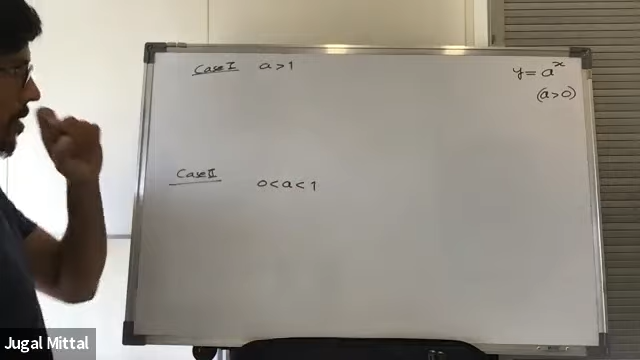 Case I a > 1
y = a^x
(a > 0)
Case II
0 < a < 1
Jugal Mittal